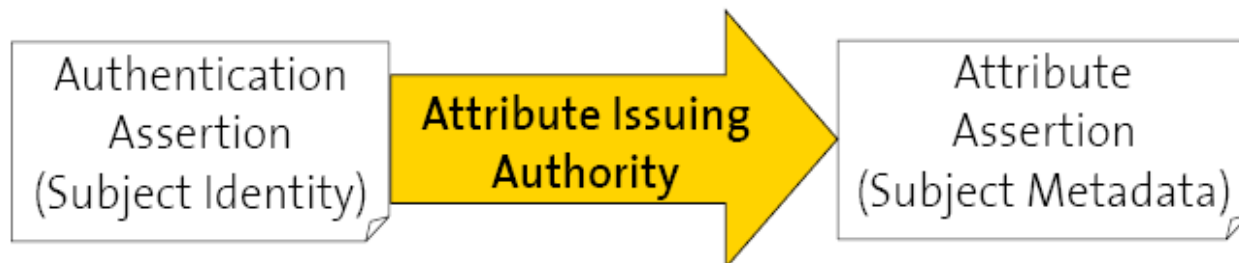 Authentication
Assertion
(Subject Identity)
Attribute Issuing
Authority
Attribute
Assertion
(Subject Metadata)